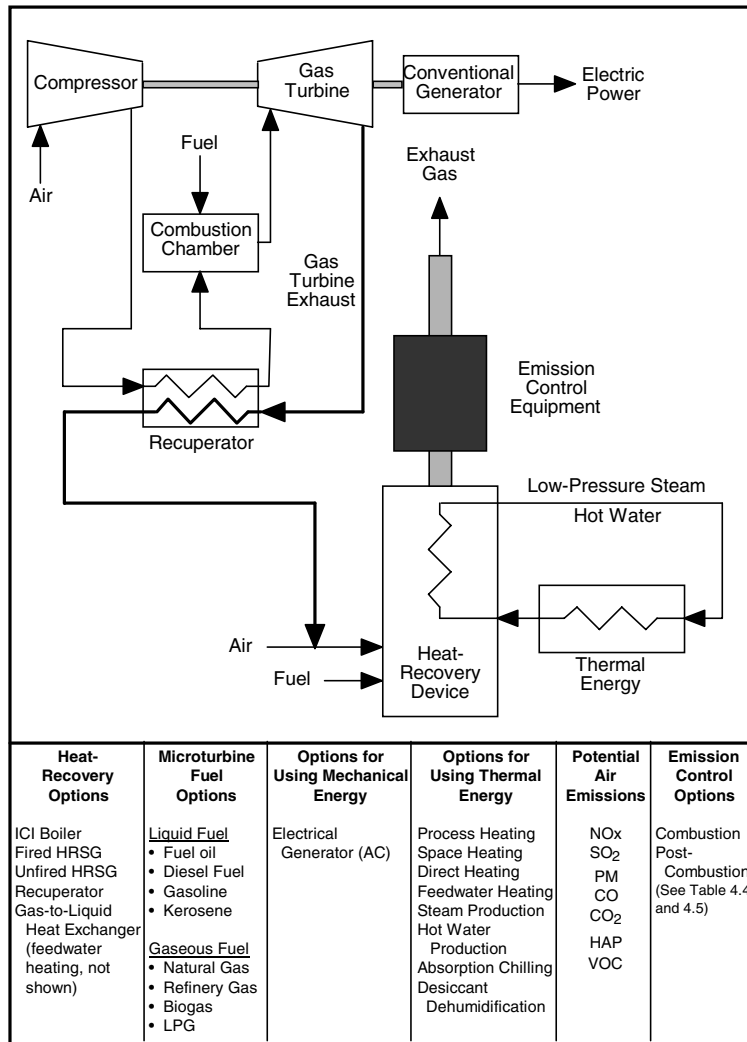 Compressor
Gas
Turbine
Conventional
Generator
Electric
Power
Air
Fuel
Exhaust
Gas
Combustion
Chamber
Gas
Turbine
Exhaust
Emission
Control
Equipment
Recuperator
Low-Pressure Steam
Hot Water
Air
Fuel
Heat-
Recovery
Device
Thermal
Energy
Heat-
Recovery
Options
ICI Boiler
Fired HRSG
Unfired HRSG
Recuperator
Gas-to-Liquid
Heat Exchanger
(feedwater
heating, not
shown)
Microturbine
Fuel
Options
Liquid Fuel
• Fuel oil
• Diesel Fuel
• Gasoline
• Kerosene
Gaseous Fuel
• Natural Gas
• Refinery Gas
• Biogas
• LPG
Options for
Using Mechanical
Energy
Electrical
Generator (AC)
Options for
Using Thermal
Energy
Process Heating
Space Heating
Direct Heating
Feedwater Heating
Steam Production
Hot Water
Production
Absorption Chilling
Desiccant
Dehumidification
Potential
Air
Emissions
NOx
SO2
PM
CO
CO2
HAP
VOC
Emission
Control
Options
Combustion
Post-
Combustion
(See Table 4.4
and 4.5)